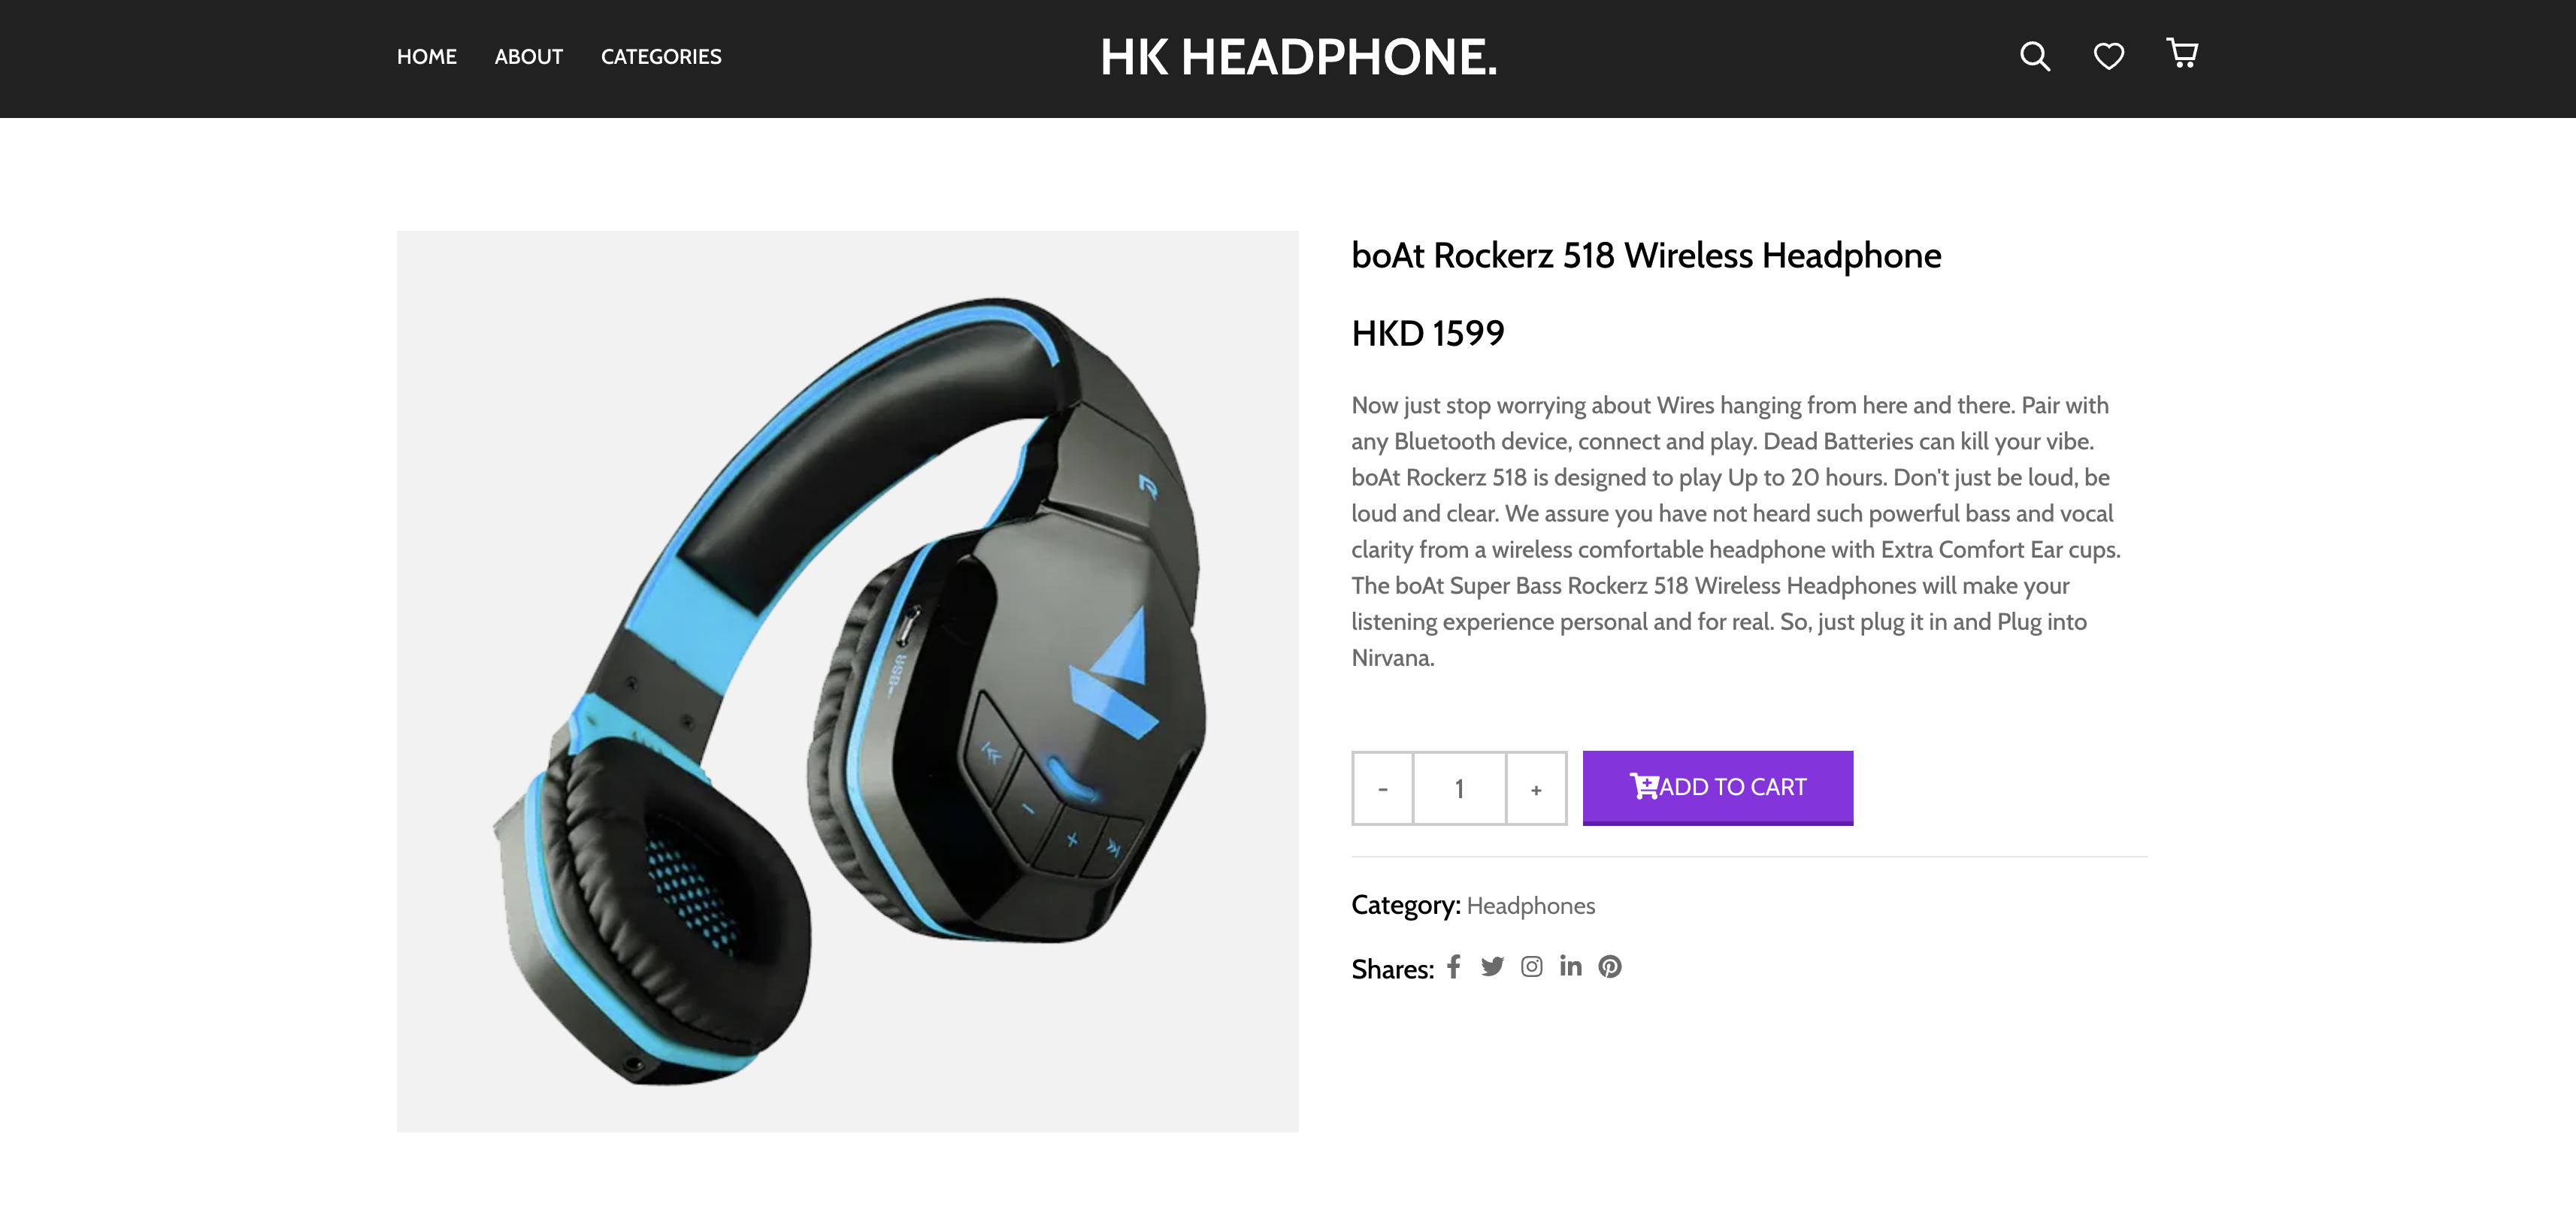 HOME ABOUT CATEGORIES
HK HEADPHONE.
boAt Rockerz 518 Wireless Headphone
HKD 1599
Now just stop worrying about Wires hanging from here and there. Pair with
any Bluetooth device, connect and play. Dead Batteries can kill your vibe.
boAt Rockerz 518 is designed to play Up to 20 hours. Don't just be loud, be
loud and clear. We assure you have not heard such powerful bass and vocal
clarity from a wireless comfortable headphone with Extra Comfort Ear cups.
The boAt Super Bass Rockerz 518 Wireless Headphones will make your
listening experience personal and for real. So, just plug it in and Plug into
Nirvana.
- 1 +
ADD TO CART
Category: Headphones
Shares:
USB